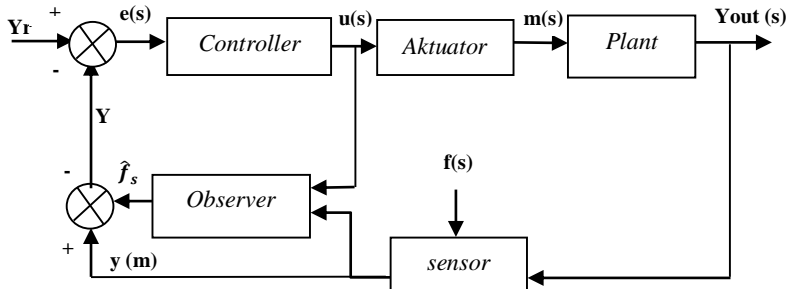 +
e(s)
u(s)
m(s)
Yout (s)
Yr
Controller
Aktuator
Plant
-
Y
-
f̂ s
f(s)
Observer
+
y (m)
sensor